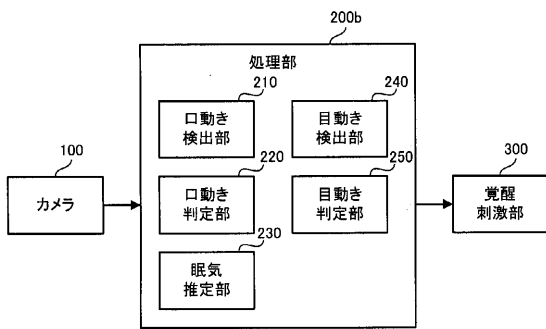 200b
処理部
210
240
口動き
検出部
目動き
検出部
100
220
250
300
カメラ
口動き
判定部
目動き
判定部
覚醒
刺激部
230
眠気
推定部